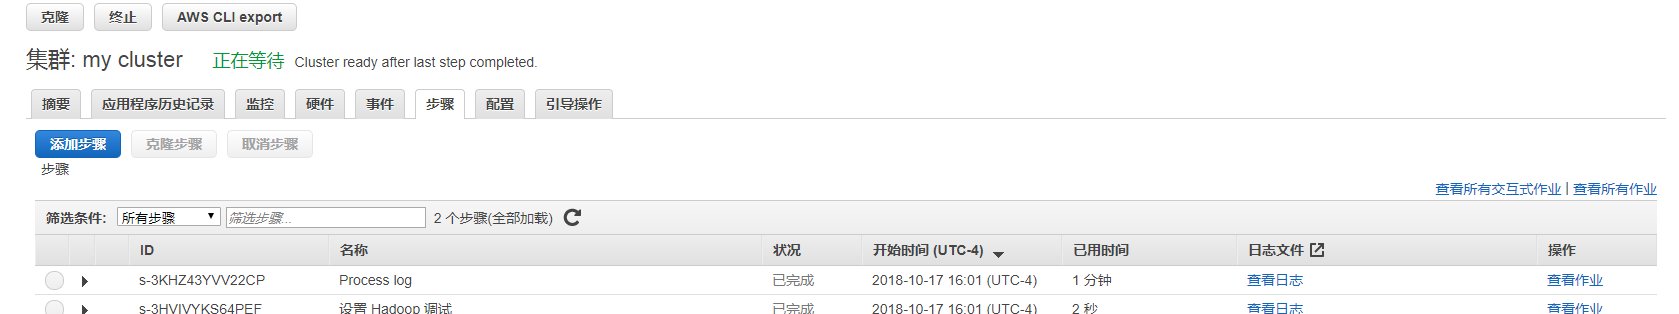 克隆 终止 AWS CLI export
集群: my cluster 正在等待 Cluster ready after last step completed.
摘要 应用程序历史记录 监控 硬件 事件 步骤 配置 引导操作
添加步骤 克隆步骤 取消步骤
步骤
查看所有交互式作业 | 查看所有作业
筛选条件: 所有步骤 筛选步骤... 2 个步骤(全部加载)
ID 名称 状况 开始时间 (UTC-4) 已用时间 日志文件 操作
s-3KHZ43YVV22CP Process log 已完成 2018-10-17 16:01 (UTC-4) 1 分钟 查看日志 查看作业
s-3HVIVYKS64PEF 设置 Hadoop 调试 已完成 2018-10-17 16:01 (UTC-4) 2 秒 查看日志 查看作业